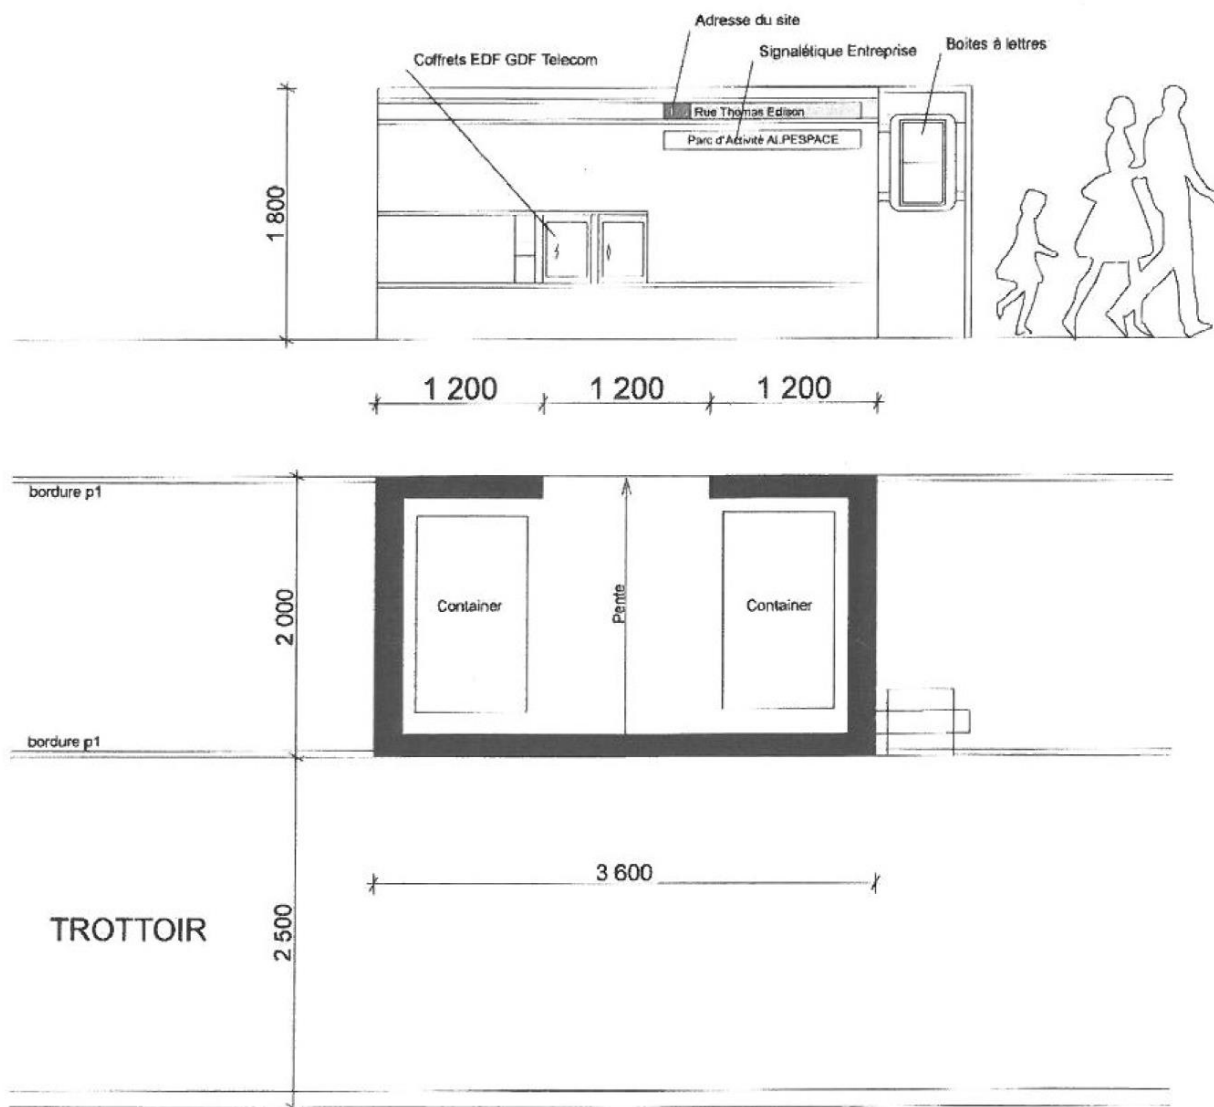 Adresse du site
Signalétique Entreprise
Boites à lettres
Coffrets EDF GDF Telecom
Rue Thomas Edison
Parc d'Activité ALPESPACE
1 800
1 200
1 200
1 200
bordure p1
2 000
Container
Pente
Container
bordure p1
3 600
TROTTOIR
2 500